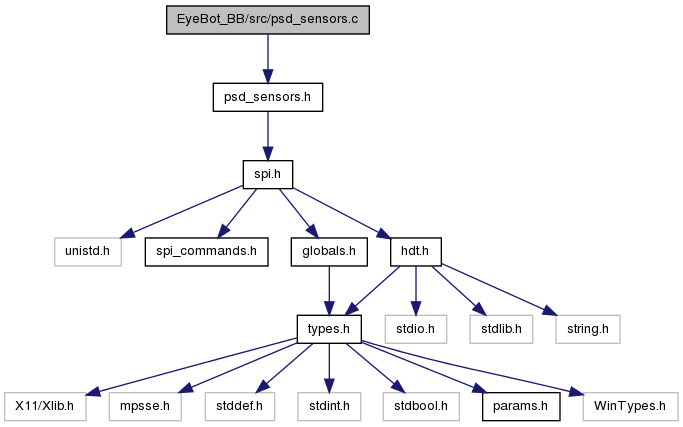 EyeBot_BB/src/psd_sensors.c
psd_sensors.h
spi.h
unistd.h
spi_commands.h
globals.h
hdt.h
types.h
stdio.h
stdlib.h
string.h
X11/Xlib.h
mpsse.h
stddef.h
stdint.h
stdbool.h
params.h
WinTypes.h